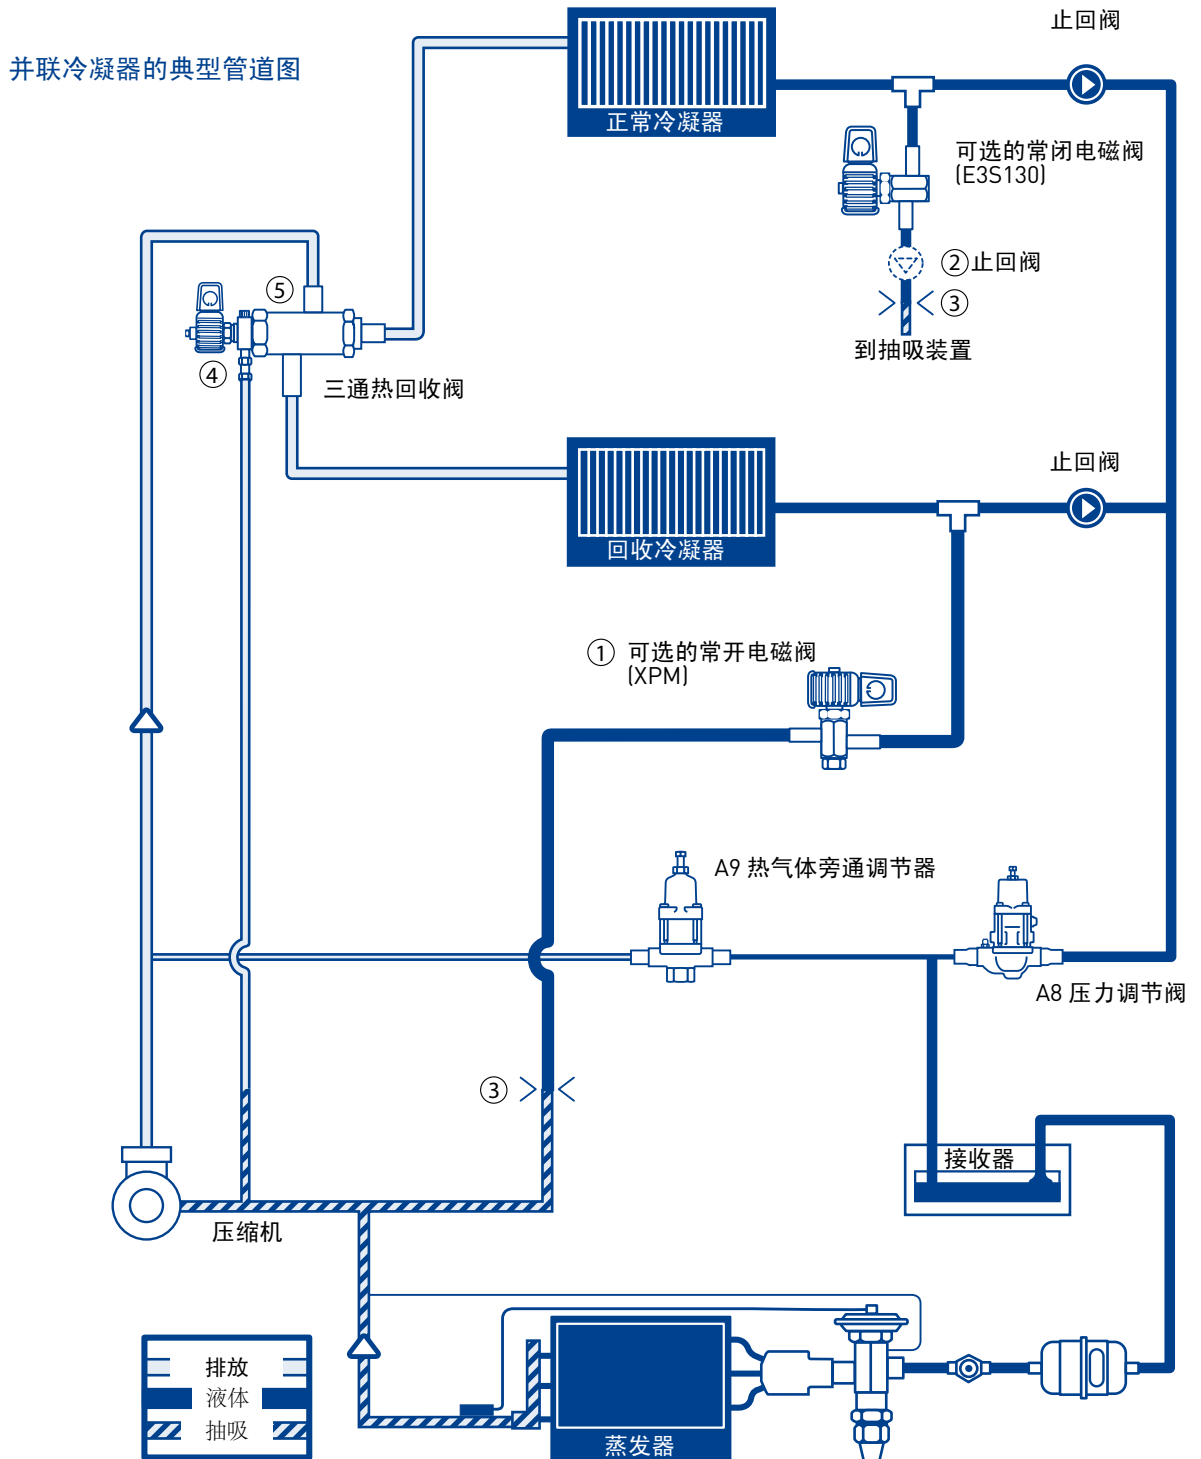 止回阀
并联冷凝器的典型管道图
正常冷凝器
可选的常闭电磁阀
(E3S130)
②止回阀
③
到抽吸装置
⑤
④
三通热回收阀
止回阀
回收冷凝器
① 可选的常开电磁阀
(XPM)
A9 热气体旁通调节器
A8 压力调节阀
③
接收器
压缩机
排放
液体
抽吸
蒸发器